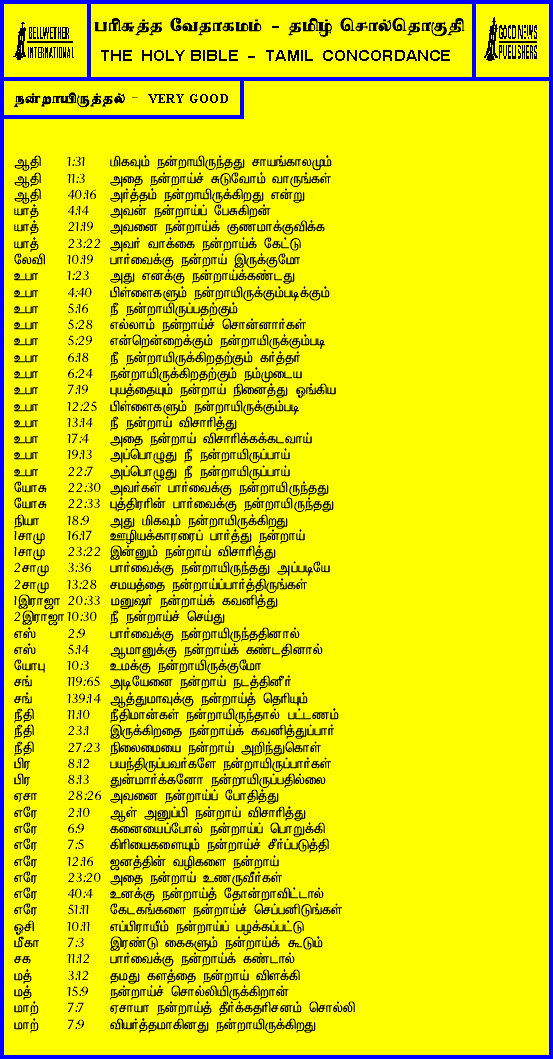 BELLWETHER INTERNATIONAL
பரிசுத்த வேதாகமம் - தமிழ் சொல்தொகுதி
THE HOLY BIBLE - TAMIL CONCORDANCE
GOOD NEWS PUBLISHERS
நன்றாயிருத்தல் - VERY GOOD
ஆதி 1:31 மிகவும் நன்றாயிருந்தது சாயங்காலமும்
ஆதி 11:3 அதை நன்றாய்ச் சுடுவோம் வாருங்கள்
ஆதி 40:16 அர்த்தம் நன்றாயிருக்கிறது என்று
யாத் 4:14 அவன் நன்றாய்ப் பேசுகிறன்
யாத் 21:19 அவனை நன்றாய்க் குணமாக்குவிக்க
யாத் 23:22 அவர் வாக்கை நன்றாய்க் கேட்டு
லேவி 10:19 பார்வைக்கு நன்றாய் இருக்குமோ
உபா 1:23 அது எனக்கு நன்றாய்க்கண்டது
உபா 4:40 பிள்ளைகளும் நன்றாயிருக்கும்படிக்கும்
உபா 5:16 நீ நன்றாயிருப்பதற்கும்
உபா 5:28 எல்லாம் நன்றாய்ச் சொன்னார்கள்
உபா 5:29 என்றென்றைக்கும் நன்றாயிருக்கும்படி
உபா 6:18 நீ நன்றாயிருக்கிறதற்கும் கர்த்தர்
உபா 6:24 நன்றாயிருக்கிறதற்கும் நம்முடைய
உபா 7:19 புயத்தையும் நன்றாய் நினைத்து ஓங்கிய
உபா 12:25 பிள்ளைகளும் நன்றாயிருக்கும்படி
உபா 13:14 நீ நன்றாய் விசாரித்து
உபா 17:4 அதை நன்றாய் விசாரிக்கக்கடவாய்
உபா 19:13 அப்பொழுது நீ நன்றாயிருப்பாய்
உபா 22:7 அப்பொழுது நீ நன்றாயிருப்பாய்
யோசு 22:30 அவர்கள் பார்வைக்கு நன்றாயிருந்தது
யோசு 22:33 புத்திரரின் பார்வைக்கு நன்றாயிருந்தது
நியா 18:9 அது மிகவும் நன்றாயிருக்கிறது
1சாமு 16:17 ஊழியக்காரரைப் பார்த்து நன்றாய்
1சாமு 23:22 இன்னும் நன்றாய் விசாரித்து
2சாமு 3:36 பார்வைக்கு நன்றாயிருந்தது அப்படியே
2சாமு 13:28 சமயத்தை நன்றாய்ப்பார்த்திருங்கள்
1இராஜா 20:33 மனுஷர் நன்றாய்க் கவனித்து
2இராஜா 10:30 நீ நன்றாய்ச் செய்து
எஸ் 2:9 பார்வைக்கு நன்றாயிருந்ததினால்
எஸ் 5:14 ஆமானுக்கு நன்றாய்க் கண்டதினால்
யோபு 10:3 உமக்கு நன்றாயிருக்குமோ
சங் 119:65 அடியேனை நன்றாய் நடத்தினீர்
சங் 139:14 ஆத்துமாவுக்கு நன்றாய்த் தெரியும்
நீதி 11:10 நீதிமான்கள் நன்றாயிருந்தால் பட்டணம்
நீதி 23:1 இருக்கிறதை நன்றாய்க் கவனித்துப்பார்
நீதி 27:23 நிலைமையை நன்றாய் அறிந்துகொள்
பிர 8:12 பயந்திருப்பவர்களே நன்றாயிருப்பார்கள்
பிர 8:13 துன்மார்க்கனோ நன்றாயிருப்பதில்லை
ஏசா 28:26 அவனை நன்றாய்ப் போதித்து
எரே 2:10 ஆள் அனுப்பி நன்றாய் விசாரித்து
எரே 6:9 கனையைப்போல் நன்றாய்ப் பொறுக்கி
எரே 7:5 கிரியைகளையும் நன்றாய்ச் சீர்ப்படுத்தி
எரே 12:16 ஜனத்தின் வழிகளை நன்றாய்
எரே 23:20 அதை நன்றாய் உணருவீர்கள்
எரே 40:4 உனக்கு நன்றாய்த் தோன்றாவிட்டால்
எரே 51:11 கேடகங்களை நன்றாய்ச் செப்பனிடுங்கள்
ஓசி 10:11 எப்பிராயீம் நன்றாய்ப் பழக்கப்பட்டு
மீகா 7:3 இரண்டு கைகளும் நன்றாய்க் கூடும்
சக 11:12 பார்வைக்கு நன்றாய்க் கண்டால்
மத் 3:12 தமது களத்தை நன்றாய் விளக்கி
மத் 15:9 நன்றாய்ச் சொல்லியிருக்கிறான்
மாற் 7:7 ஏசாயா நன்றாய்த் தீர்க்கதரிசனம் சொல்லி
மாற் 7:9 வியர்த்தமாகினது நன்றாயிருக்கிறது